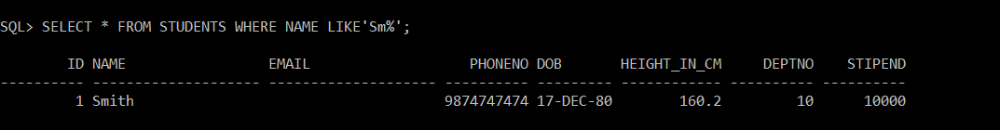 SQL> SELECT * FROM STUDENTS WHERE NAME LIKE'Sm%';
        ID NAME                 EMAIL                   PHONENO DOB       HEIGHT_IN_CM     DEPTNO    STIPEND
---------- -------------------- -------------------- ---------- --------- ------------ ---------- ----------
         1 Smith                                     9874747474 17-DEC-80        160.2         10      10000